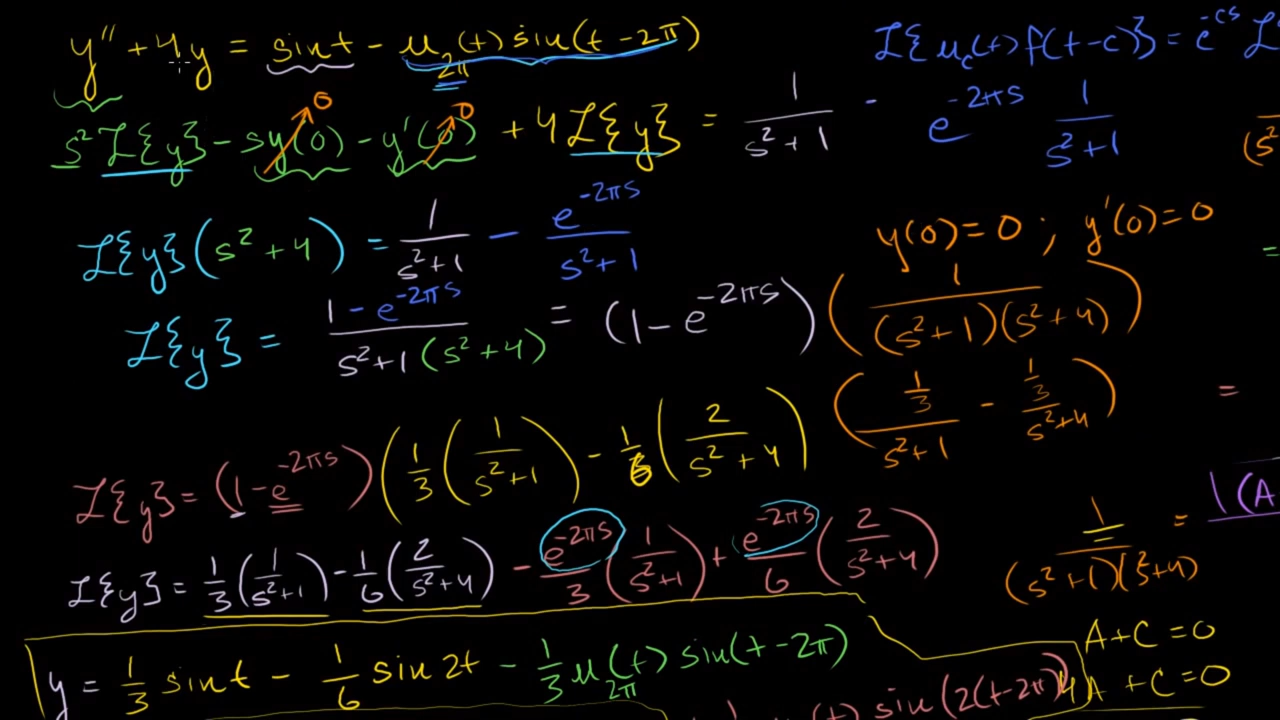 y'' + 4y = sin t - u_{2π}(t) sin(t - 2π)
ℒ{u_c(t) f(t-c)} = e^{-cs} ℒ
s² ℒ{y} - sy(0) - y'(0) + 4ℒ{y} = 1/(s²+1) - e^{-2πs} 1/(s²+1)
0
0
(s²
ℒ{y}(s²+4) = 1/(s²+1) - e^{-2πs}/(s²+1)
y(0) = 0 ; y'(0) = 0
=
ℒ{y} = (1 - e^{-2πs})/(s²+1(s²+4)) = (1 - e^{-2πs}) (1/((s²+1)(s²+4)))
((1/3)/(s²+1) - (1/3)/(s²+4))
=
ℒ{y} = (1 - e^{-2πs}) (1/3 (1/(s²+1)) - 1/6 (2/(s²+4))
1/((s²+1)(s²+4)) = 1(A
ℒ{y} = 1/3 (1/(s²+1)) - 1/6 (2/(s²+4)) - e^{-2πs}/3 (1/(s²+1)) + e^{-2πs}/6 (2/(s²+4))
A + C = 0
y = 1/3 sin t - 1/6 sin 2t - 1/3 u_{2π}(t) sin(t - 2π)
4A + C = 0
(t) sin(2(t-2π))